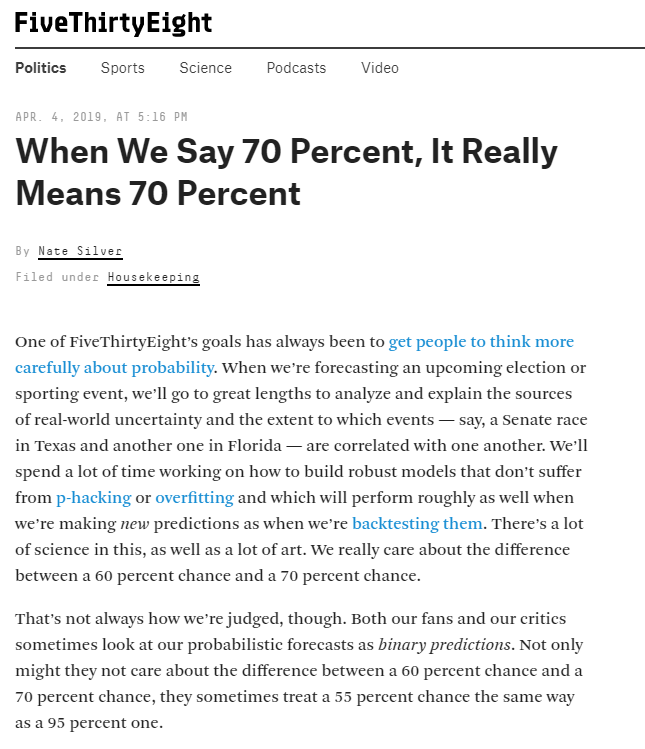 FiveThirtyEight
Politics Sports Science Podcasts Video
APR. 4, 2019, AT 5:16 PM
When We Say 70 Percent, It Really
Means 70 Percent
By Nate Silver
Filed under Housekeeping
One of FiveThirtyEight’s goals has always been to get people to think more
carefully about probability. When we’re forecasting an upcoming election or
sporting event, we’ll go to great lengths to analyze and explain the sources
of real-world uncertainty and the extent to which events — say, a Senate race
in Texas and another one in Florida — are correlated with one another. We’ll
spend a lot of time working on how to build robust models that don’t suffer
from p-hacking or overfitting and which will perform roughly as well when
we’re making new predictions as when we’re backtesting them. There’s a lot
of science in this, as well as a lot of art. We really care about the difference
between a 60 percent chance and a 70 percent chance.
That’s not always how we’re judged, though. Both our fans and our critics
sometimes look at our probabilistic forecasts as binary predictions. Not only
might they not care about the difference between a 60 percent chance and a
70 percent chance, they sometimes treat a 55 percent chance the same way
as a 95 percent one.